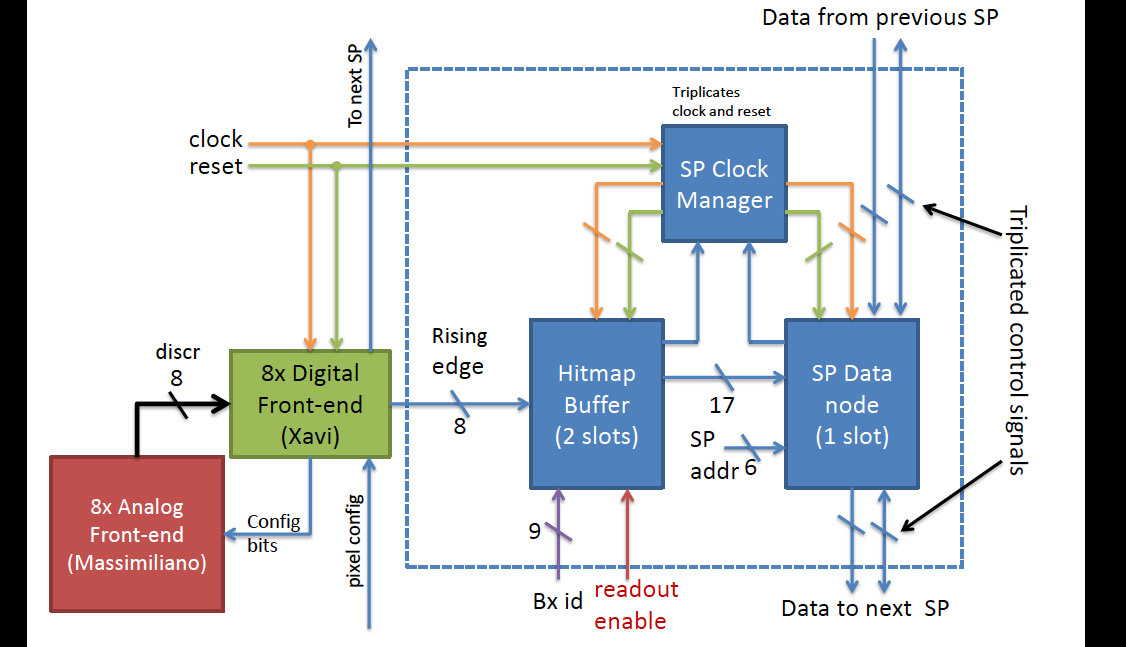 Data from previous SP
To next SP
Triplicates
clock and reset
clock
reset
SP Clock
Manager
Triplicated control signals
Rising
edge
8
discr
8
8x Digital
Front-end
(Xavi)
Hitmap
Buffer
(2 slots)
17
SP
addr 6
SP Data
node
(1 slot)
8x Analog
Front-end
(Massimiliano)
Config
bits
pixel config
9
Bx id
readout
enable
Data to next SP